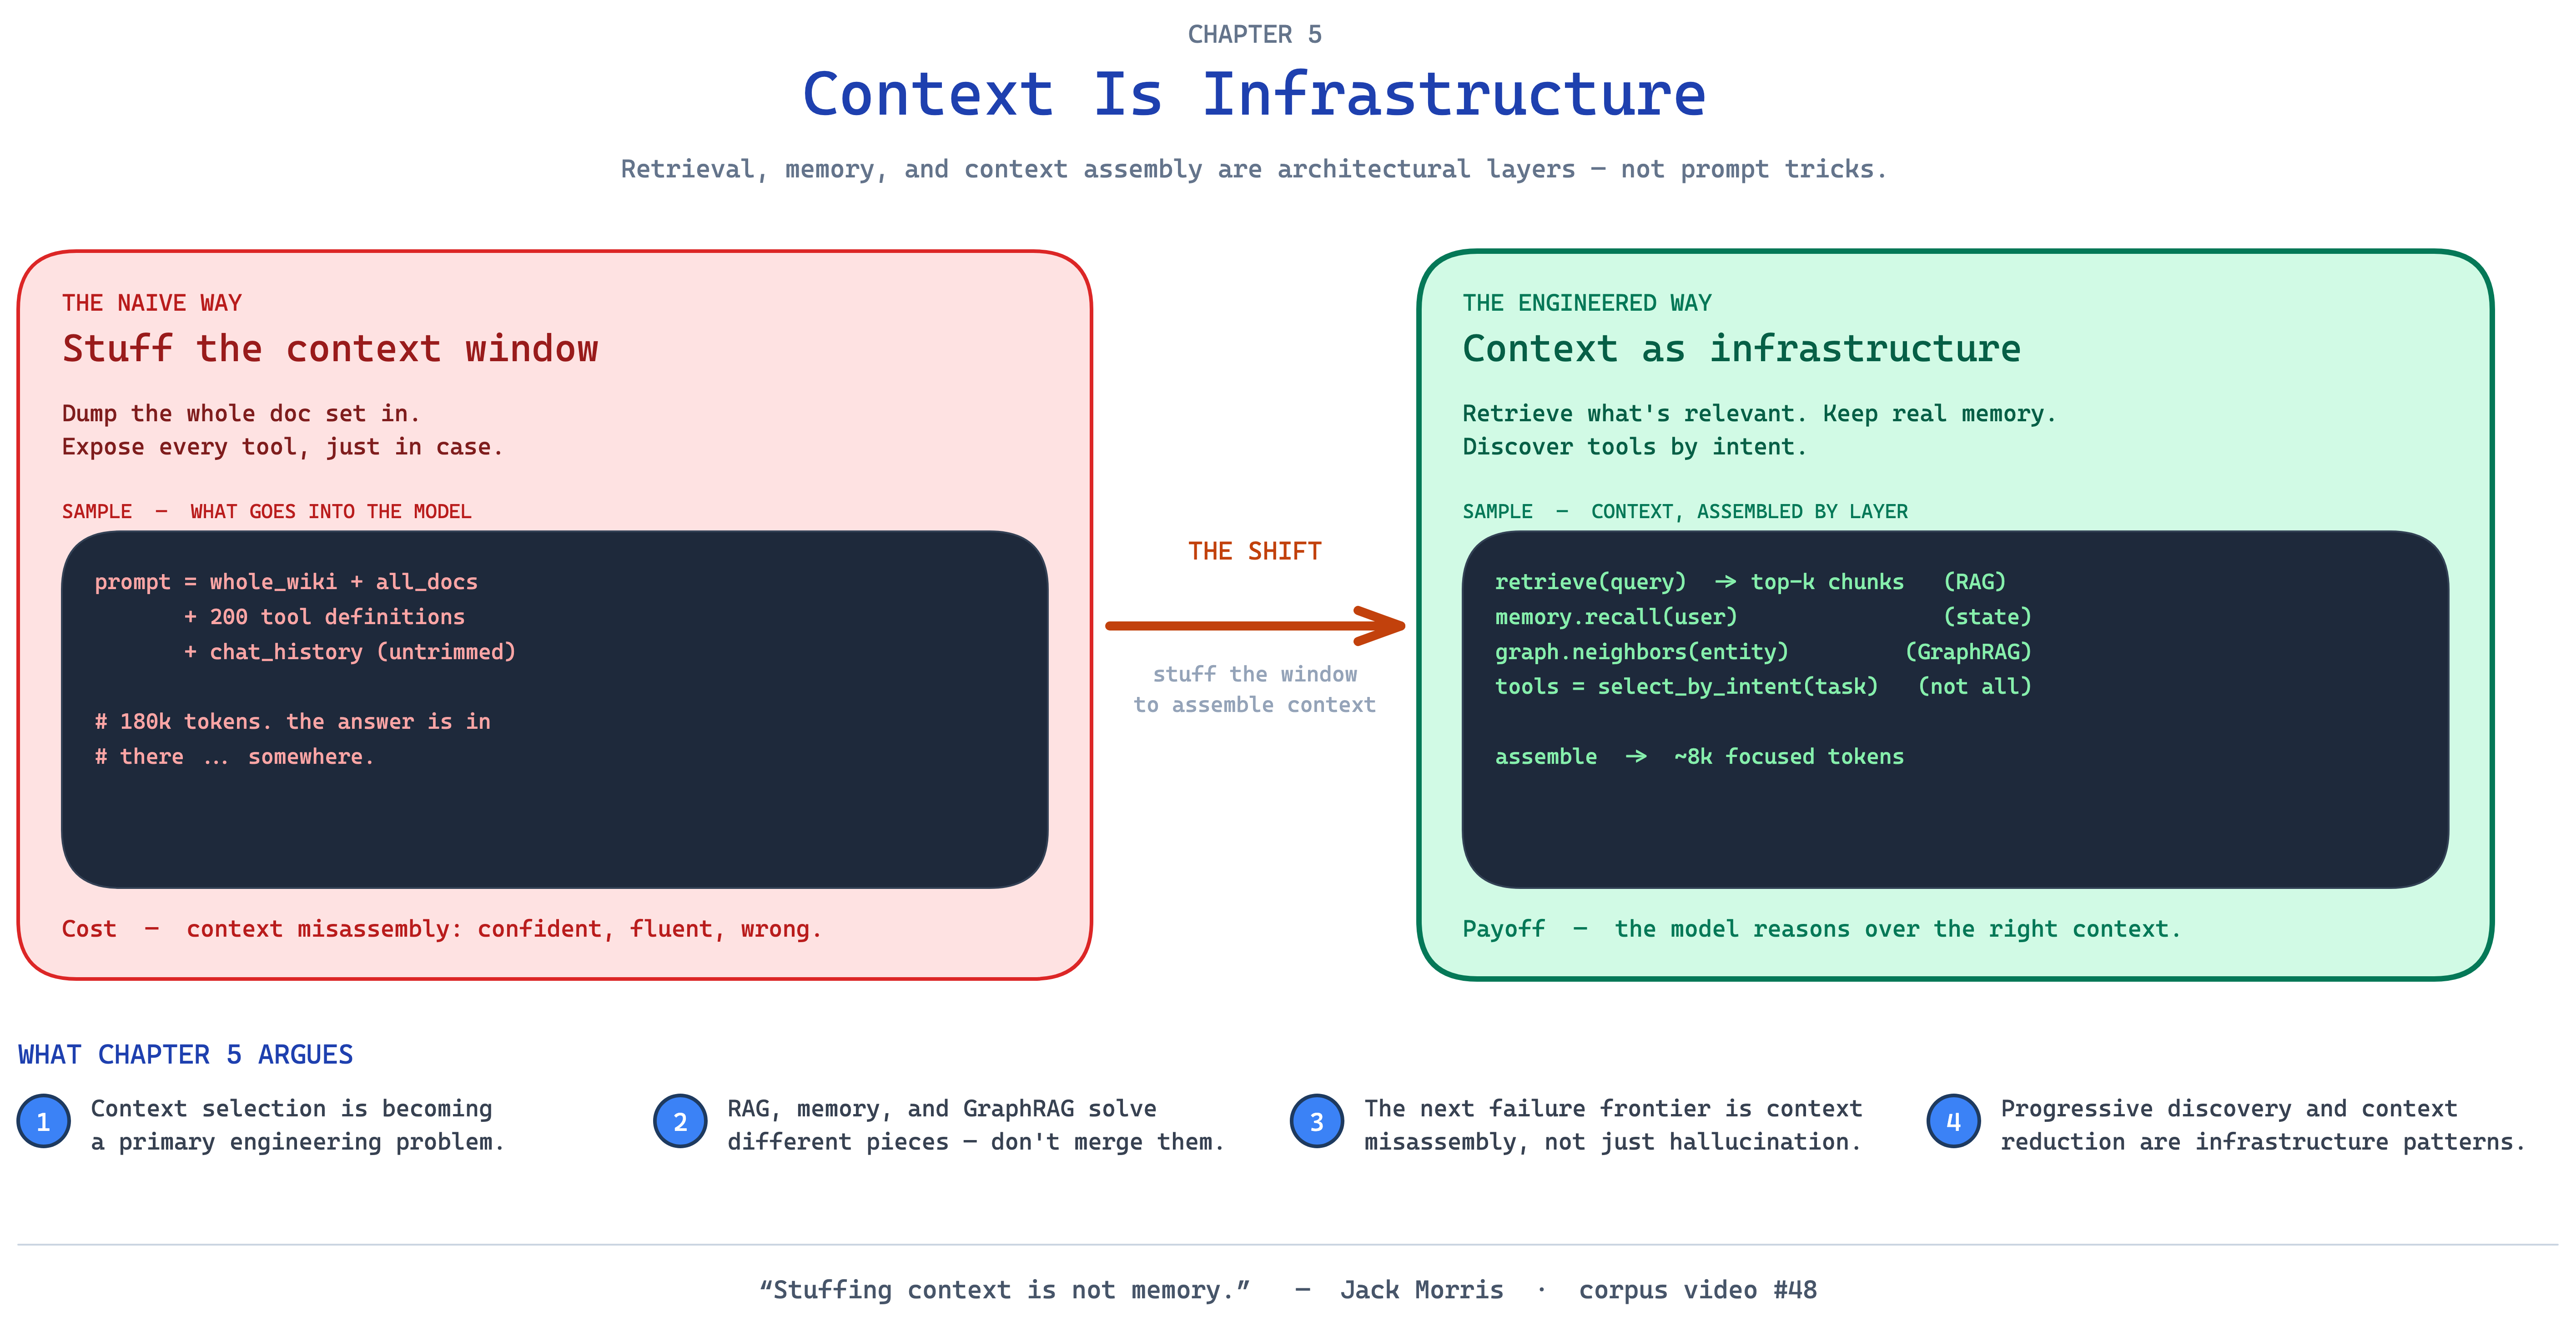 CHAPTER 5
Context Is Infrastructure
Retrieval, memory, and context assembly are architectural layers — not prompt tricks.
THE NAIVE WAY
Stuff the context window
Dump the whole doc set in.
Expose every tool, just in case.
SAMPLE — WHAT GOES INTO THE MODEL
prompt = whole_wiki + all_docs
+ 200 tool definitions
+ chat_history (untrimmed)
# 180k tokens. the answer is in
# there ... somewhere.
Cost — context misassembly: confident, fluent, wrong.
THE SHIFT
stuff the window
to assemble context
THE ENGINEERED WAY
Context as infrastructure
Retrieve what's relevant. Keep real memory.
Discover tools by intent.
SAMPLE — CONTEXT, ASSEMBLED BY LAYER
retrieve(query) → top-k chunks (RAG)
memory.recall(user) (state)
graph.neighbors(entity) (GraphRAG)
tools = select_by_intent(task) (not all)
assemble → ~8k focused tokens
Payoff — the model reasons over the right context.
WHAT CHAPTER 5 ARGUES
1 Context selection is becoming
a primary engineering problem.
2 RAG, memory, and GraphRAG solve
different pieces — don't merge them.
3 The next failure frontier is context
misassembly, not just hallucination.
4 Progressive discovery and context
reduction are infrastructure patterns.
“Stuffing context is not memory.” — Jack Morris · corpus video #48